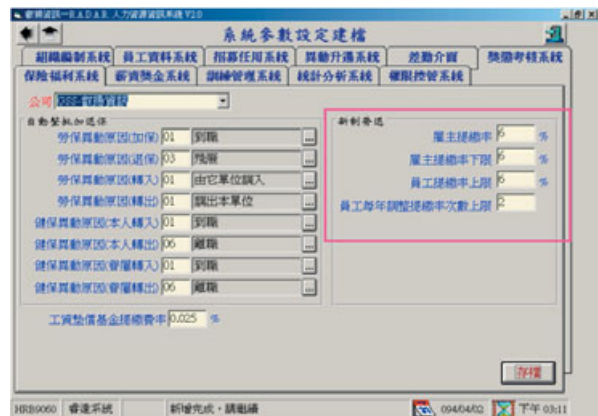 睿資訊─RADAR 人力資源資訊系統 V2.0
系統參數設定建檔
組織編制系統 員工資料系統 招募任用系統 異動升遷系統 差勤介面 獎懲考核系統
保險福利系統 薪資獎金系統 訓練管理系統 統計分析系統 權限控管系統
公司
自動整批加退保
勞保異動原因(加保) 01 到職 ...
勞保異動原因(退保) 03 殘廢 ...
勞保異動原因(轉入) 01 由它單位調入 ...
勞保異動原因(轉出) 01 調出本單位 ...
健保異動原因(本人轉入) 01 到職 ...
健保異動原因(本人轉出) 06 離職 ...
健保異動原因(眷屬轉入) 01 到職 ...
健保異動原因(眷屬轉出) 06 離職 ...
工資墊償基金提繳費率 0.025 %
新制勞退
雇主提繳率 6 %
雇主提繳率下限 6 %
員工提繳率上限 6 %
員工每年調整提繳率次數上限 2
存檔
HRB9060 睿達系統 新增完成，請繼續 094/04/02 下午 03:11